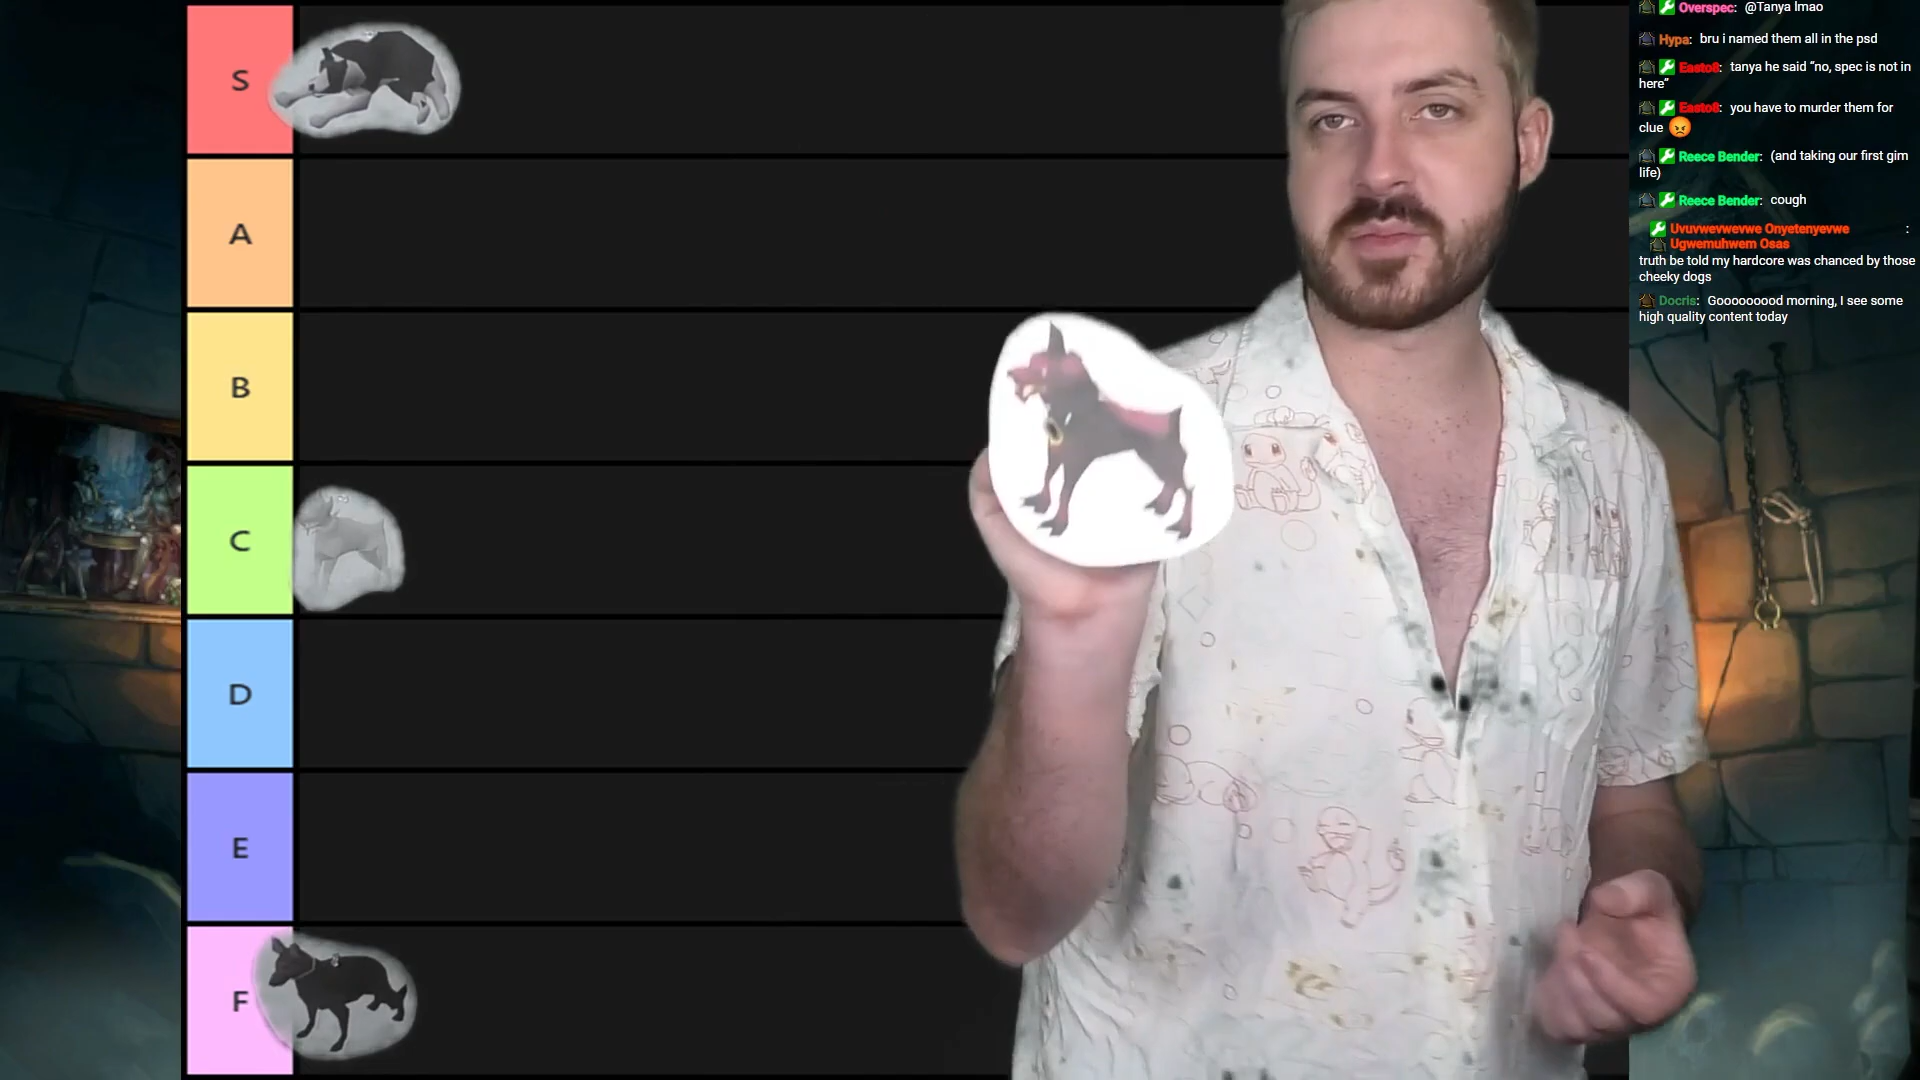 S
A
B
C
D
E
F
Overspec: @Tanya lmao
Hypa: bru i named them all in the psd
Easto8: tanya he said “no, spec is not in
here”
Easto8: you have to murder them for
clue 😡
Reece Bender: (and taking our first gim
life)
Reece Bender: cough
Uvuvwevwevwe Onyetenyevwe :
Ugwemuhwem Osas
truth be told my hardcore was chanced by those
cheeky dogs
Docris: Gooooooood morning, I see some
high quality content today